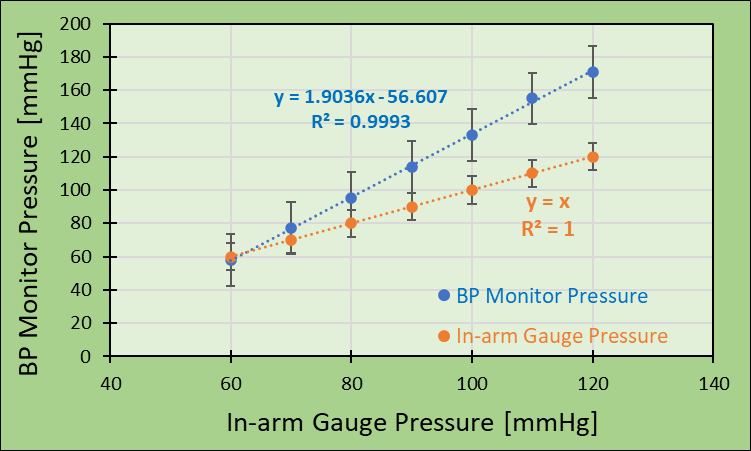 BP Monitor Pressure [mmHg]
200
180
160
140
120
100
80
60
40
20
0
y = 1.9036x - 56.607
R² = 0.9993
y = x
R² = 1
BP Monitor Pressure
In-arm Gauge Pressure
40 60 80 100 120 140
In-arm Gauge Pressure [mmHg]